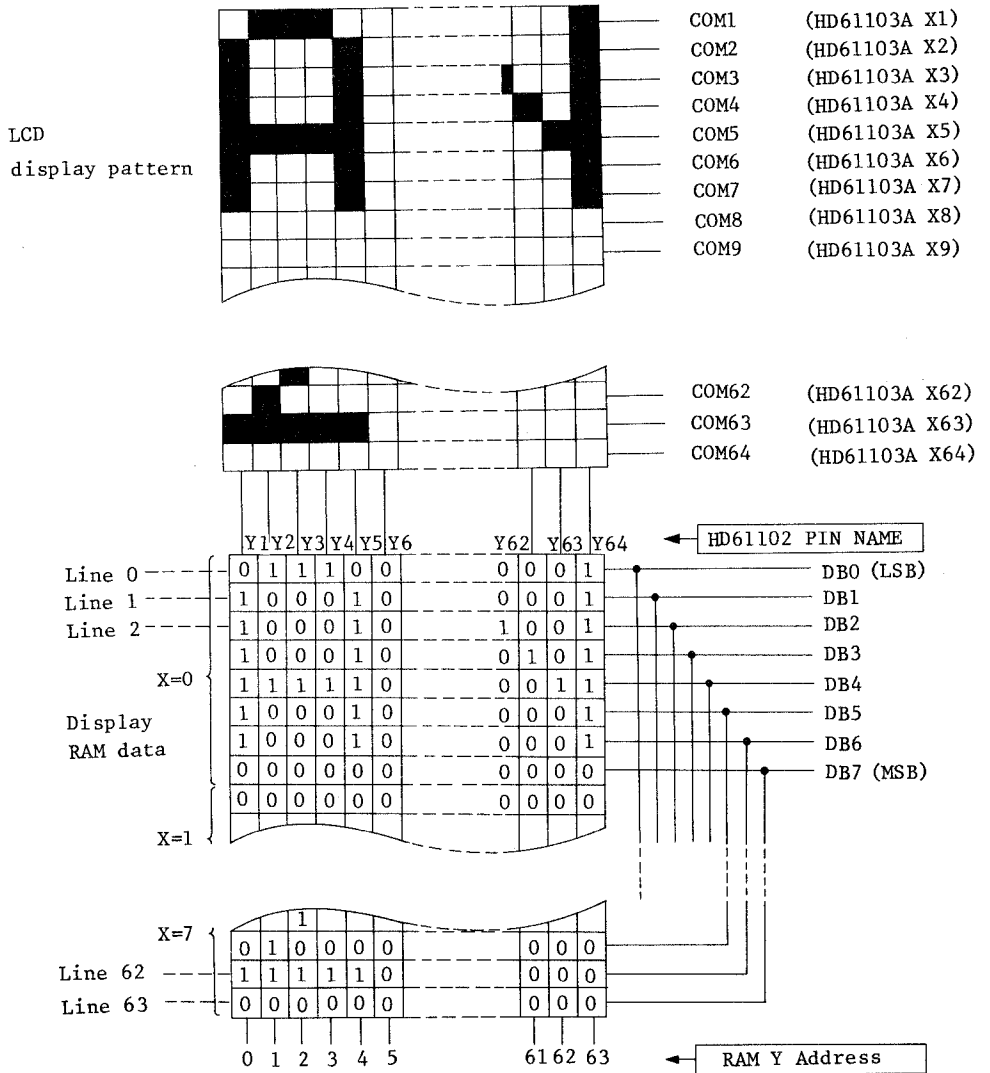 COM1 (HD61103A X1)
COM2 (HD61103A X2)
COM3 (HD61103A X3)
COM4 (HD61103A X4)
LCD
COM5 (HD61103A X5)
display pattern
COM6 (HD61103A X6)
COM7 (HD61103A X7)
COM8 (HD61103A X8)
COM9 (HD61103A X9)
COM62 (HD61103A X62)
COM63 (HD61103A X63)
COM64 (HD61103A X64)
Y1 Y2 Y3 Y4 Y5 Y6 Y62 Y63 Y64 HD61102 PIN NAME
Line 0 0 1 1 1 0 0 0 0 0 1 DB0 (LSB)
Line 1 1 0 0 0 1 0 0 0 0 1 DB1
Line 2 1 0 0 0 1 0 1 0 0 1 DB2
1 0 0 0 1 0 0 1 0 1 DB3
X=0 1 1 1 1 1 0 0 0 1 1 DB4
Display 1 0 0 0 1 0 0 0 0 1 DB5
RAM data 1 0 0 0 1 0 0 0 0 1 DB6
0 0 0 0 0 0 0 0 0 0 DB7 (MSB)
0 0 0 0 0 0 0 0 0 0
X=1
1
X=7
0 1 0 0 0 0 0 0 0
Line 62 1 1 1 1 1 0 0 0 0
Line 63 0 0 0 0 0 0 0 0 0
0 1 2 3 4 5 61 62 63 RAM Y Address